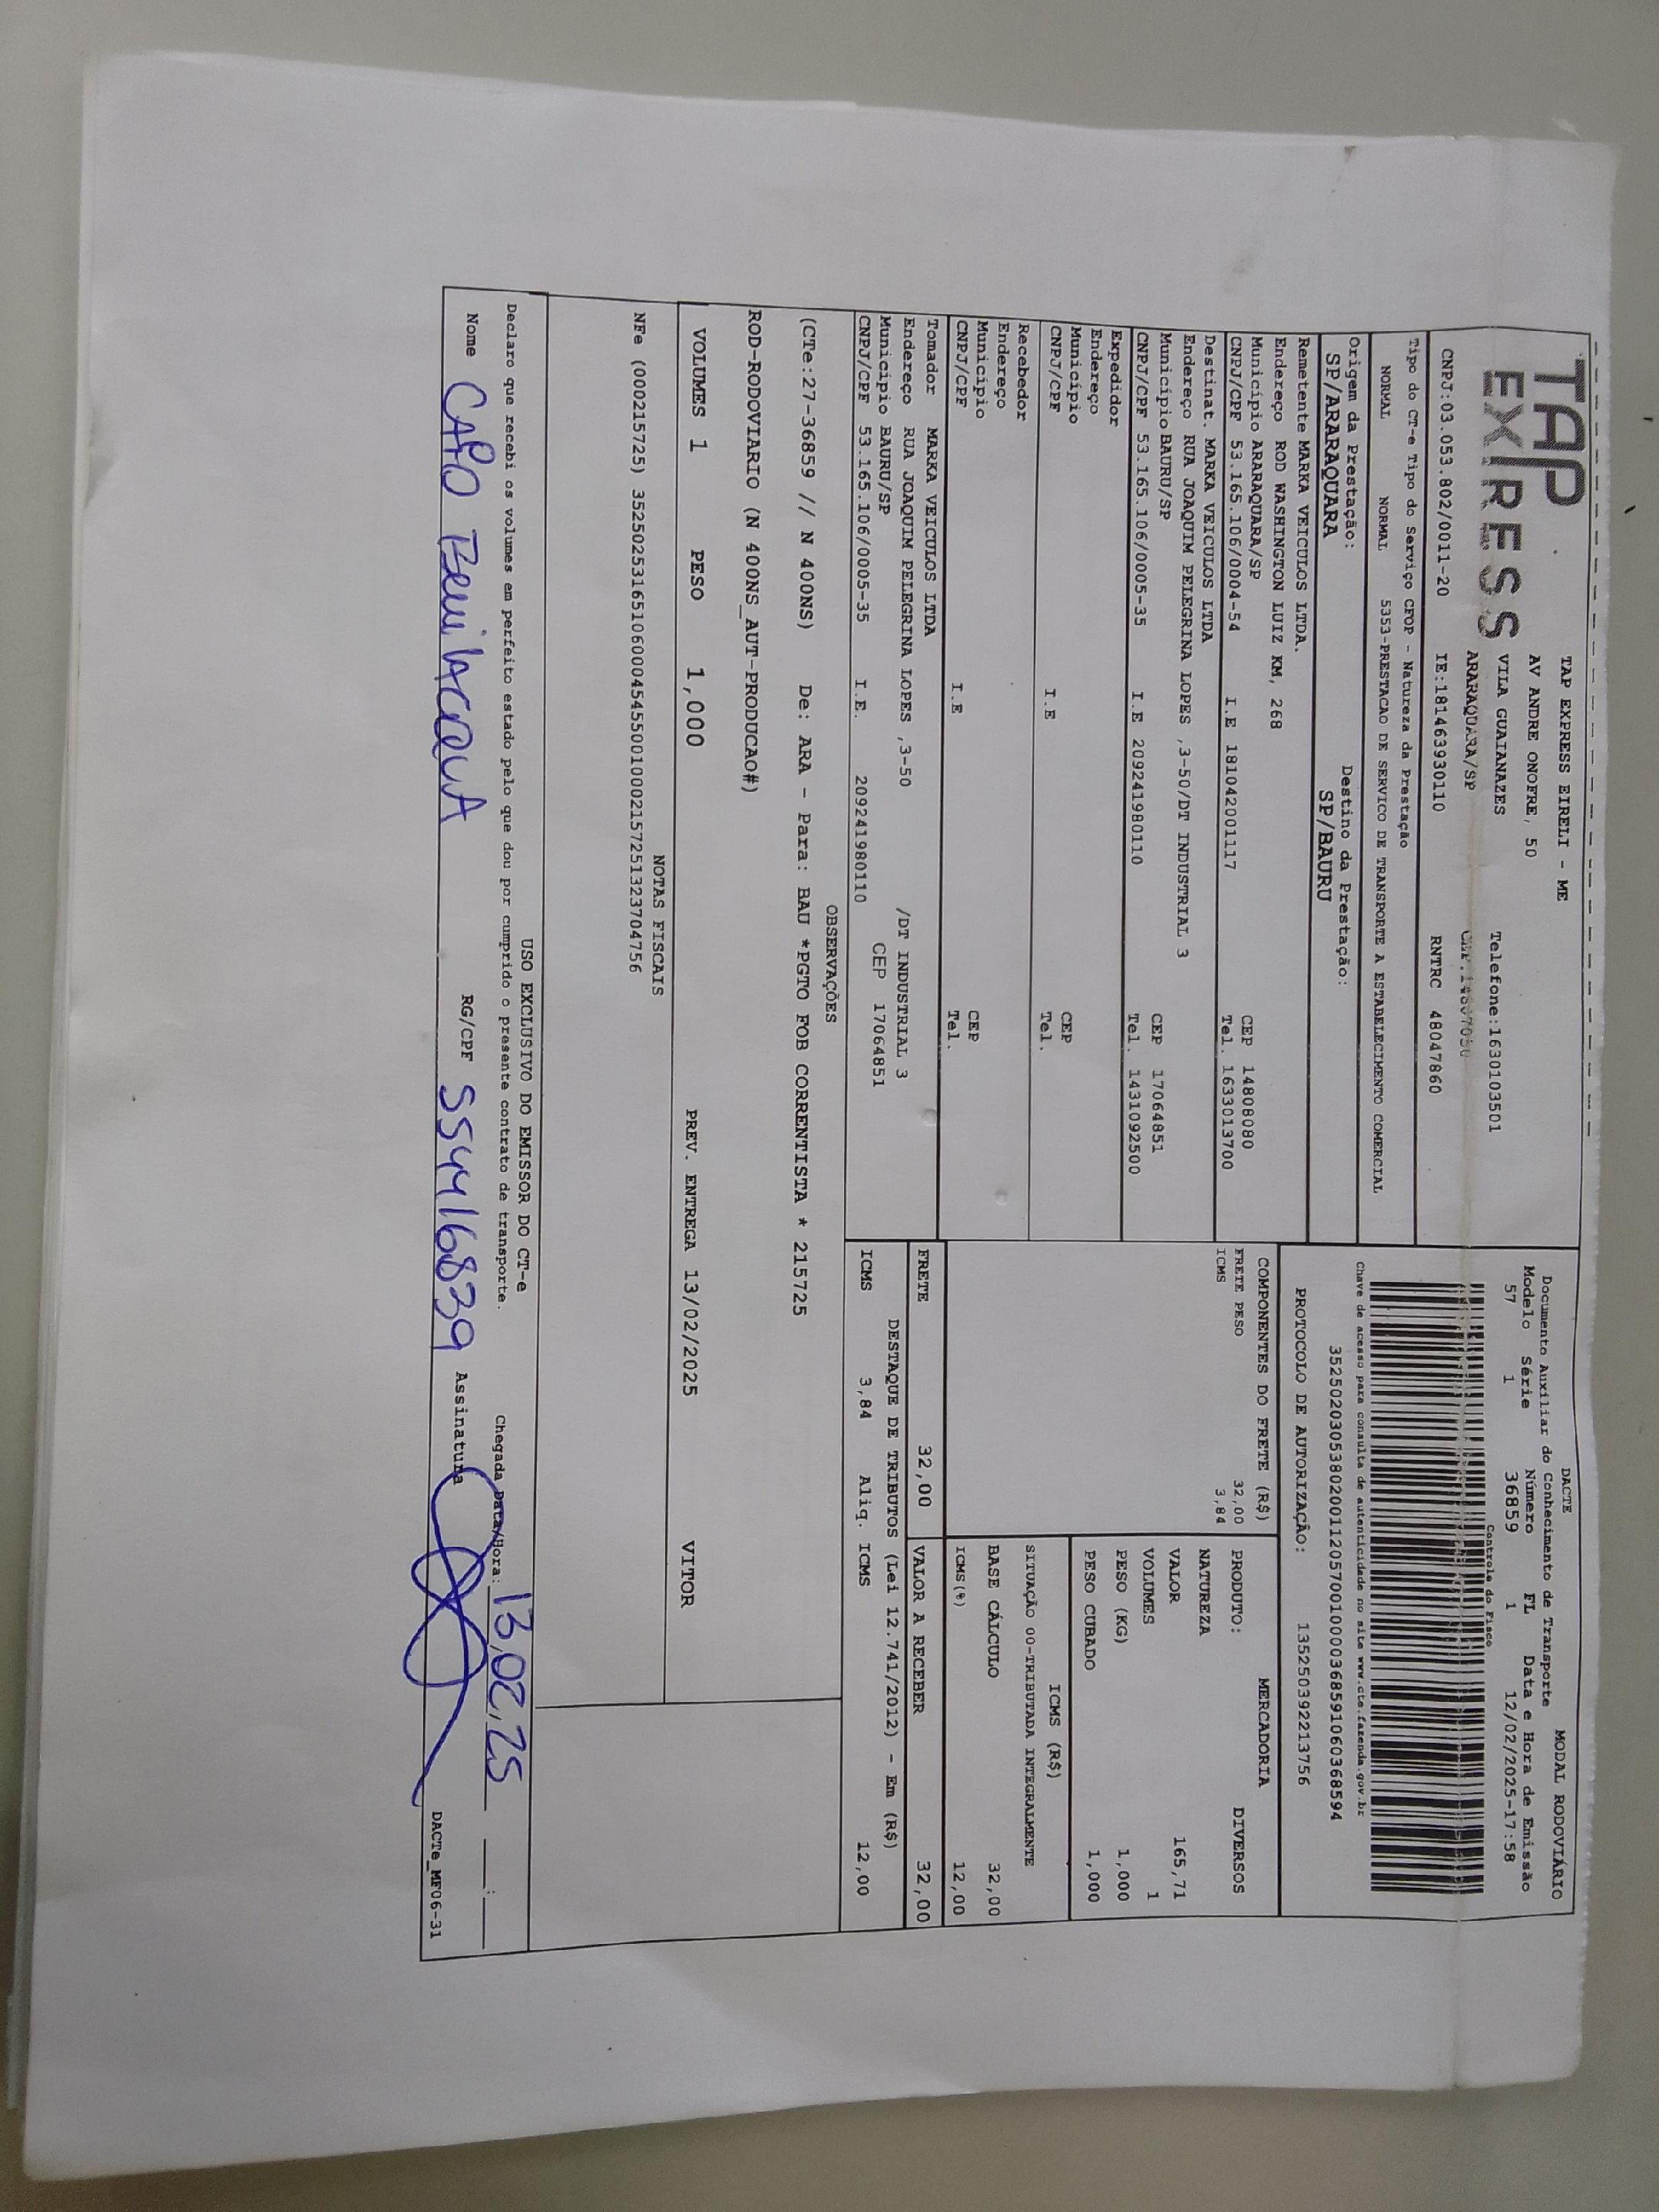 TAP
EXPRESS
TAP EXPRESS EIRELI - ME
AV ANDRE ONOFRE, 50
VILA GUAIANAZES Telefone:1630103501
ARARAQUARA/SP
CNPJ:03.053.802/0011-20 IE:181463930110 RNTRC 48047860
DACTE MODAL RODOVIÁRIO
Documento Auxiliar do Conhecimento de Transporte
Modelo Série Número FL Data e Hora de Emissão
57 1 36859 1 12/02/2025-17:58
Controle do Fisco
Chave de acesso para consulta de autenticidade no site www.cte.fazenda.gov.br
35250203053802001120570010000368591060368594
PROTOCOLO DE AUTORIZAÇÃO: 135250392213756
Tipo do CT-e Tipo do Serviço CFOP - Natureza da Prestação
NORMAL NORMAL 5353-PRESTACAO DE SERVICO DE TRANSPORTE A ESTABELECIMENTO COMERCIAL
Origem da Prestação: Destino da Prestação:
SP/ARARAQUARA SP/BAURU
Remetente MARKA VEICULOS LTDA.
Endereço ROD WASHINGTON LUIZ KM, 268
Município ARARAQUARA/SP CEP 14808080
CNPJ/CPF 53.165.106/0004-54 I.E 181042001117 Tel. 1633013700
Destinat. MARKA VEICULOS LTDA
Endereço RUA JOAQUIM PELEGRINA LOPES ,3-50/DT INDUSTRIAL 3
Município BAURU/SP CEP 17064851
CNPJ/CPF 53.165.106/0005-35 I.E 209241980110 Tel. 1431092500
Expedidor
Endereço
Município CEP
CNPJ/CPF I.E Tel.
Recebedor
Endereço
Município CEP
CNPJ/CPF I.E Tel.
Tomador MARKA VEICULOS LTDA
Endereço RUA JOAQUIM PELEGRINA LOPES ,3-50 /DT INDUSTRIAL 3
Município BAURU/SP CEP 17064851
CNPJ/CPF 53.165.106/0005-35 I.E. 209241980110
COMPONENTES DO FRETE (R$)
FRETE PESO 32,00
ICMS 3,84
MERCADORIA
PRODUTO: DIVERSOS
NATUREZA
VALOR 165,71
VOLUMES 1
PESO (KG) 1,000
PESO CUBADO 1,000
ICMS (R$)
SITUAÇÃO 00-TRIBUTADA INTEGRALMENTE
BASE CÁLCULO 32,00
ICMS(%) 12,00
FRETE 32,00 VALOR A RECEBER 32,00
DESTAQUE DE TRIBUTOS (Lei 12.741/2012) - Em (R$)
ICMS 3,84 Aliq. ICMS 12,00
OBSERVAÇÕES
(CTe:27-36859 // N 400NS) De: ARA - Para: BAU *PGTO FOB CORRENTISTA * 215725
ROD-RODOVIARIO (N 400NS_AUT-PRODUCAO#)
VOLUMES 1 PESO 1,000 PREV. ENTREGA 13/02/2025 VITOR
NOTAS FISCAIS
NFe (000215725) 35250253165106000454550010002157251323704756
USO EXCLUSIVO DO EMISSOR DO CT-e
Declaro que recebi os volumes em perfeito estado pelo que dou por cumprido o presente contrato de transporte. Chegada Data/Hora: 13,02,25 __:__
Nome CAIO BeviLACQUA RG/CPF 554416839 Assinatura
DACTe_MF06-31